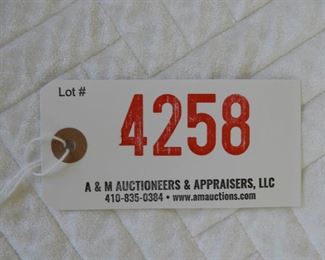 Lot #
4258
A & M AUCTIONEERS & APPRAISERS, LLC
410-835-0384 • www.amauctions.com